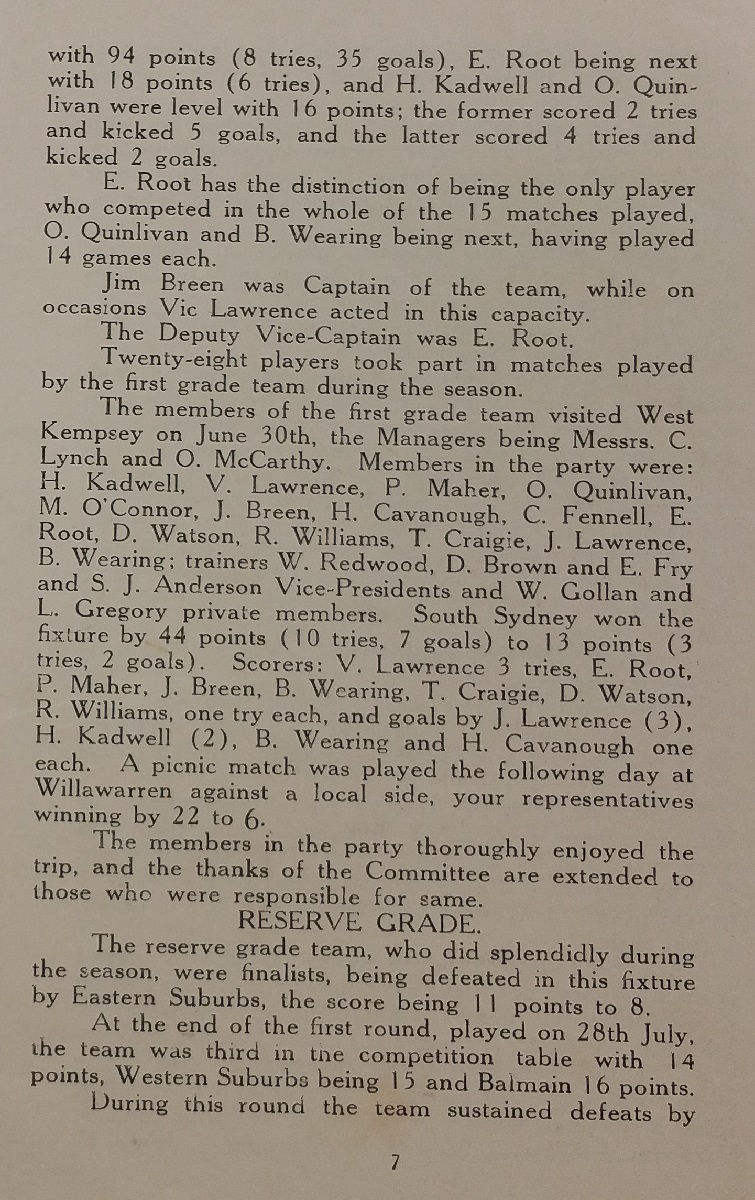 with 94 points (8 tries, 35 goals), E. Root being next
with 18 points (6 tries), and H. Kadwell and O. Quin-
livan were level with 16 points; the former scored 2 tries
and kicked 5 goals, and the latter scored 4 tries and
kicked 2 goals.
E. Root has the distinction of being the only player
who competed in the whole of the 15 matches played,
O. Quinlivan and B. Wearing being next, having played
14 games each.
Jim Breen was Captain of the team, while on
occasions Vic Lawrence acted in this capacity.
The Deputy Vice-Captain was E. Root.
Twenty-eight players took part in matches played
by the first grade team during the season.
The members of the first grade team visited West
Kempsey on June 30th, the Managers being Messrs. C.
Lynch and O. McCarthy. Members in the party were:
H. Kadwell, V. Lawrence, P. Maher, O. Quinlivan,
M. O'Connor, J. Breen, H. Cavanough, C. Fennell, E.
Root, D. Watson, R. Williams, T. Craigie, J. Lawrence,
B. Wearing; trainers W. Redwood, D. Brown and E. Fry
and S. J. Anderson Vice-Presidents and W. Gollan and
L. Gregory private members. South Sydney won the
fixture by 44 points (10 tries, 7 goals) to 13 points (3
tries, 2 goals). Scorers: V. Lawrence 3 tries, E. Root,
P. Maher, J. Breen, B. Wearing, T. Craigie, D. Watson,
R. Williams, one try each, and goals by J. Lawrence (3),
H. Kadwell (2), B. Wearing and H. Cavanough one
each. A picnic match was played the following day at
Willawarren against a local side, your representatives
winning by 22 to 6.
The members in the party thoroughly enjoyed the
trip, and the thanks of the Committee are extended to
those who were responsible for same.
RESERVE GRADE.
The reserve grade team, who did splendidly during
the season, were finalists, being defeated in this fixture
by Eastern Suburbs, the score being 11 points to 8.
At the end of the first round, played on 28th July,
the team was third in the competition table with 14
points, Western Suburbs being 15 and Balmain 16 points.
During this round the team sustained defeats by
7